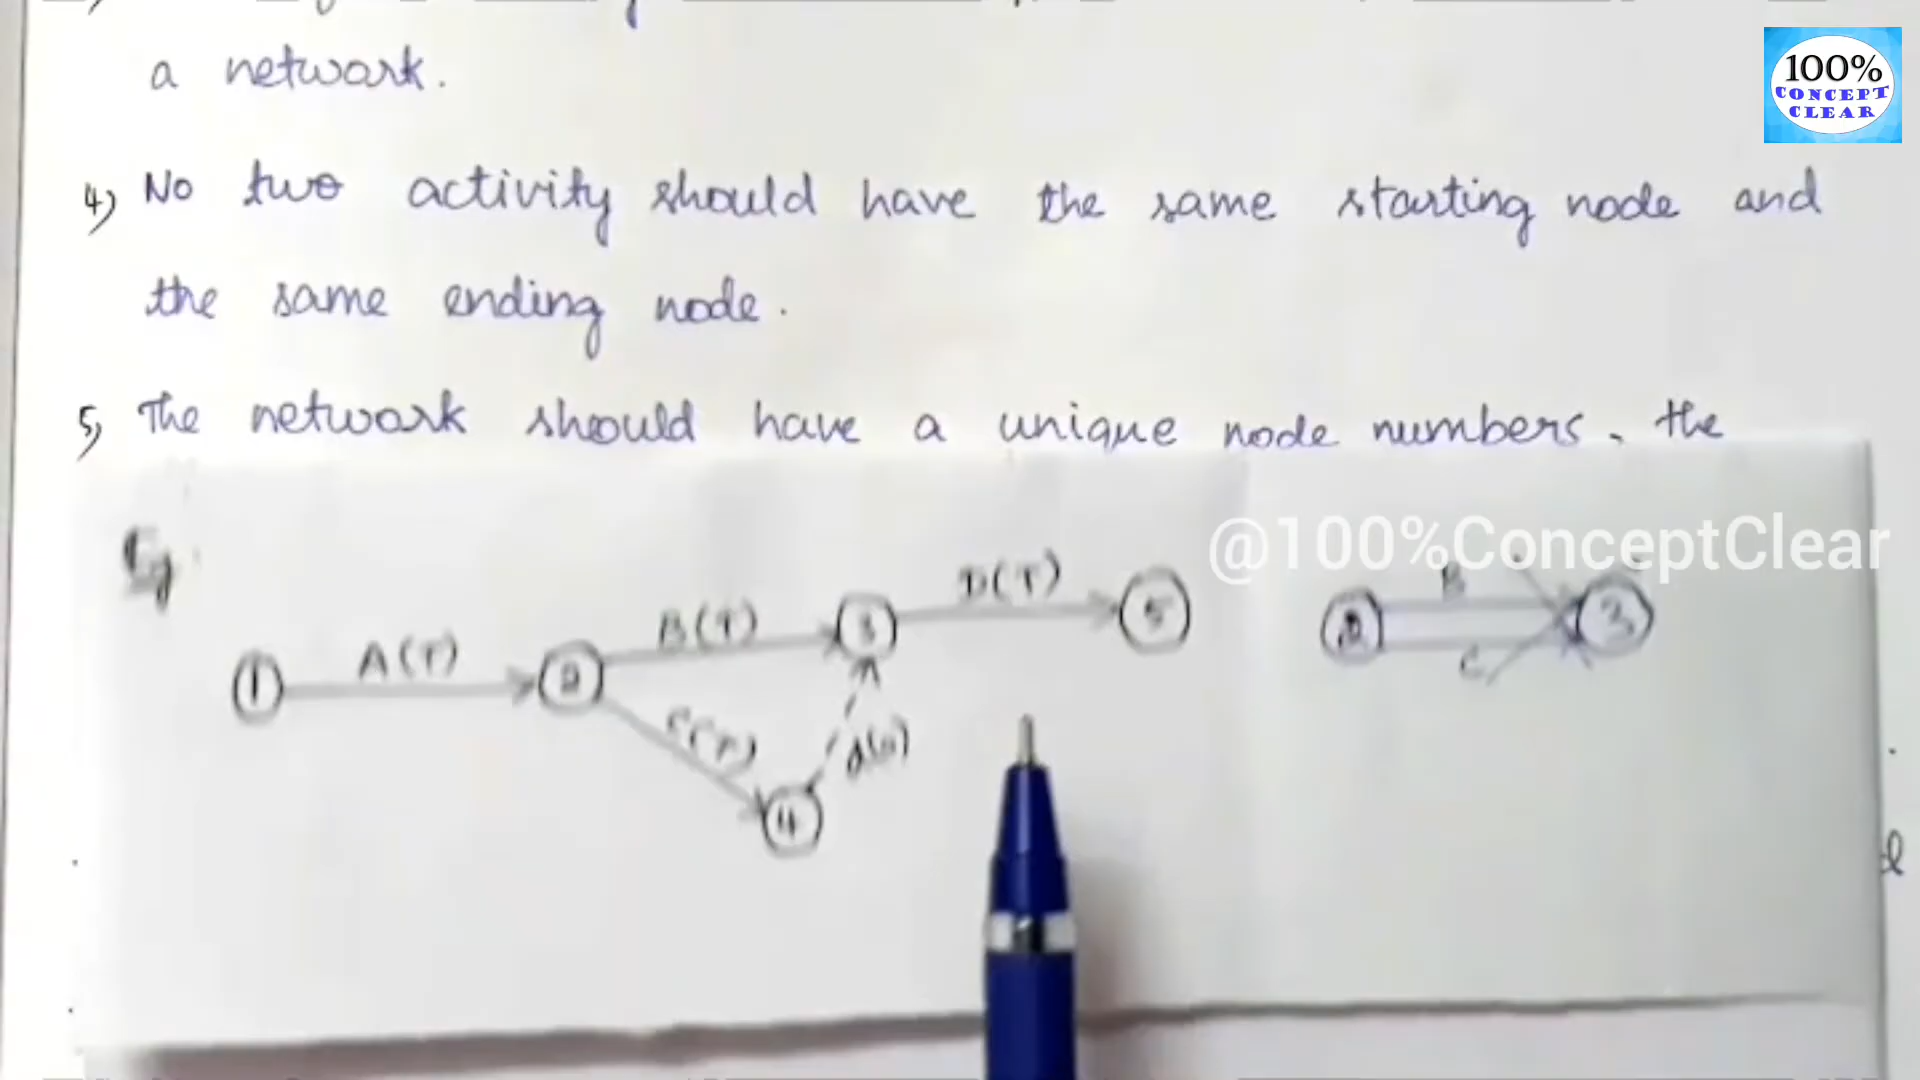 a network.
100%
CONCEPT
CLEAR
4) No two activity should have the same starting node and
the same ending node.
5) The network should have a unique node numbers. the
@100%ConceptClear
Eg
D(T)
B
B(T)
3
5
2
3
A(T)
1
2
C
C(T)
d(0)
4